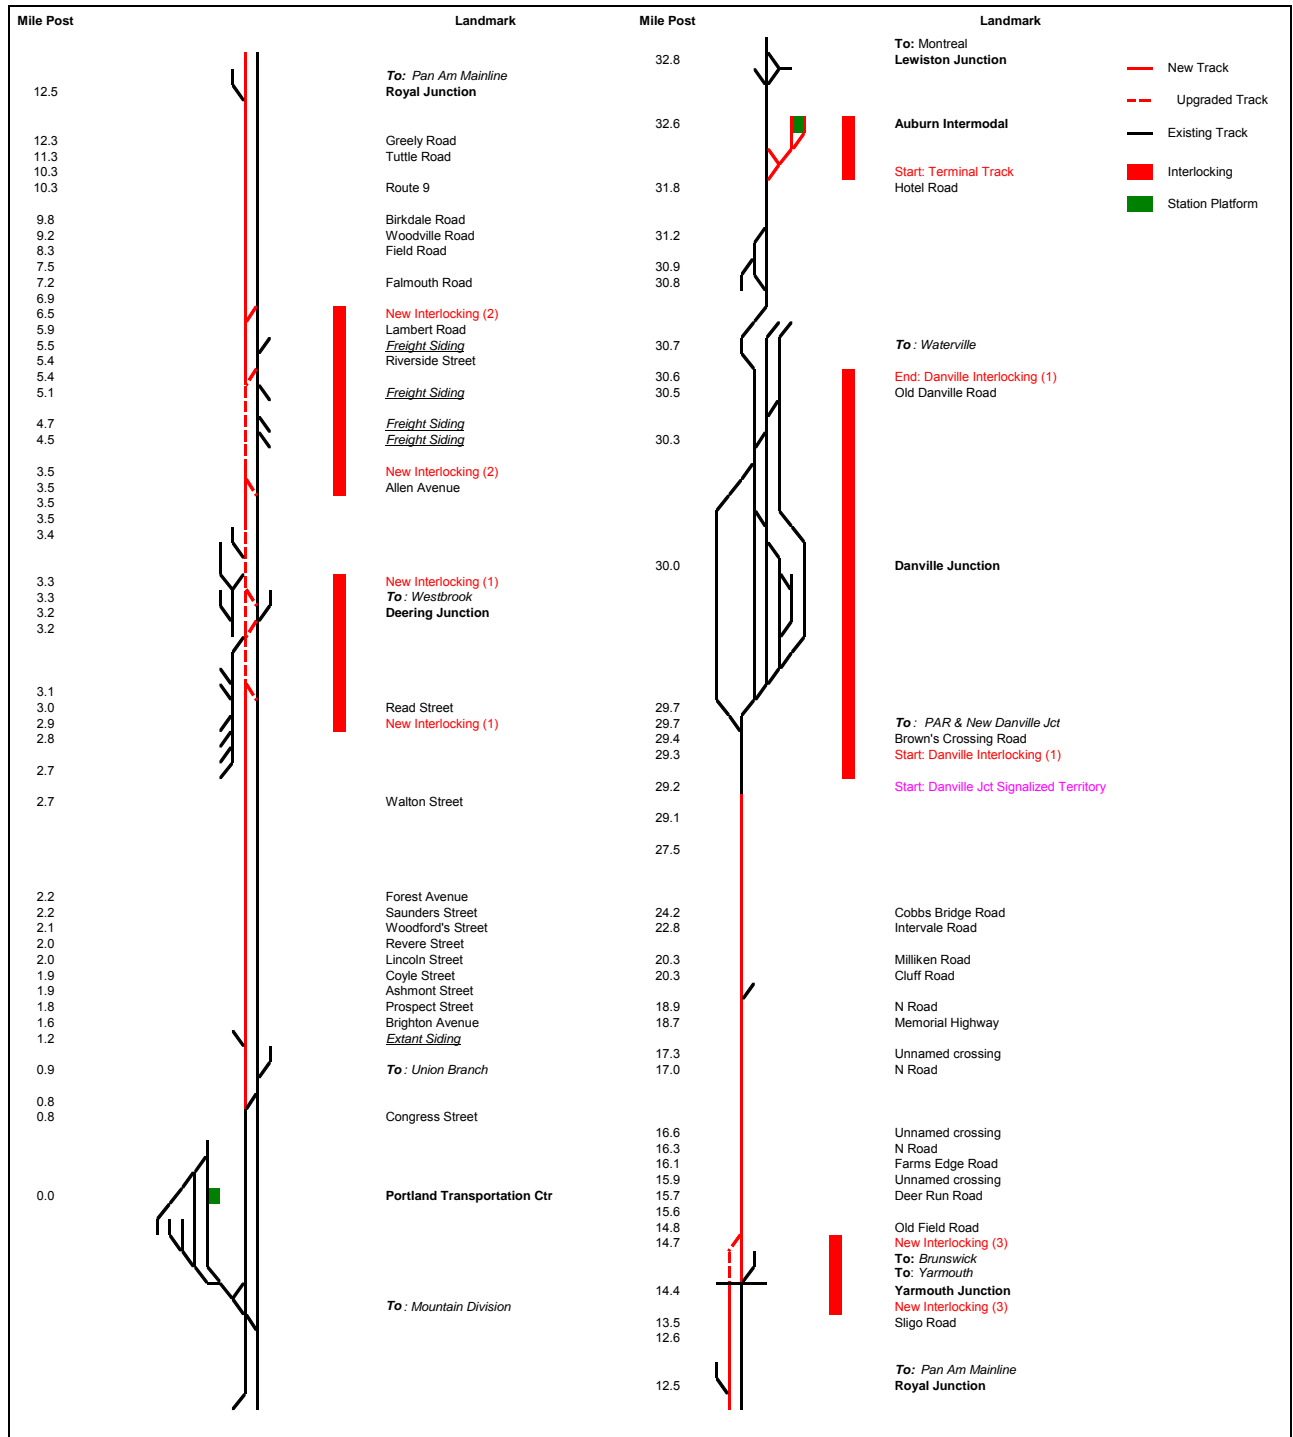 Mile Post Landmark
To: Pan Am Mainline
12.5 Royal Junction
12.3 Greely Road
11.3 Tuttle Road
10.3
10.3 Route 9
9.8 Birkdale Road
9.2 Woodville Road
8.3 Field Road
7.5
7.2 Falmouth Road
6.9
6.5 New Interlocking (2)
5.9 Lambert Road
5.5 Freight Siding
5.4 Riverside Street
5.4
5.1 Freight Siding
4.7 Freight Siding
4.5 Freight Siding
3.5 New Interlocking (2)
3.5 Allen Avenue
3.5
3.5
3.4
3.3 New Interlocking (1)
3.3 To: Westbrook
3.2 Deering Junction
3.2
3.1
3.0 Read Street
2.9 New Interlocking (1)
2.8
2.7
2.7 Walton Street
2.2 Forest Avenue
2.2 Saunders Street
2.1 Woodford's Street
2.0 Revere Street
2.0 Lincoln Street
1.9 Coyle Street
1.9 Ashmont Street
1.8 Prospect Street
1.6 Brighton Avenue
1.2 Extant Siding
0.9 To: Union Branch
0.8
0.8 Congress Street
0.0 Portland Transportation Ctr
To: Mountain Division
Mile Post Landmark
To: Montreal
32.8 Lewiston Junction
32.6 Auburn Intermodal
Start: Terminal Track
31.8 Hotel Road
31.2
30.9
30.8
30.7 To: Waterville
30.6 End: Danville Interlocking (1)
30.5 Old Danville Road
30.3
30.0 Danville Junction
29.7
29.7 To: PAR & New Danville Jct
29.4 Brown's Crossing Road
29.3 Start: Danville Interlocking (1)
29.2 Start: Danville Jct Signalized Territory
29.1
27.5
24.2 Cobbs Bridge Road
22.8 Intervale Road
20.3 Milliken Road
20.3 Cluff Road
18.9 N Road
18.7 Memorial Highway
17.3 Unnamed crossing
17.0 N Road
16.6 Unnamed crossing
16.3 N Road
16.1 Farms Edge Road
15.9 Unnamed crossing
15.7 Deer Run Road
15.6
14.8 Old Field Road
14.7 New Interlocking (3)
To: Brunswick
To: Yarmouth
14.4 Yarmouth Junction
New Interlocking (3)
13.5 Sligo Road
12.6
To: Pan Am Mainline
12.5 Royal Junction
New Track
Upgraded Track
Existing Track
Interlocking
Station Platform